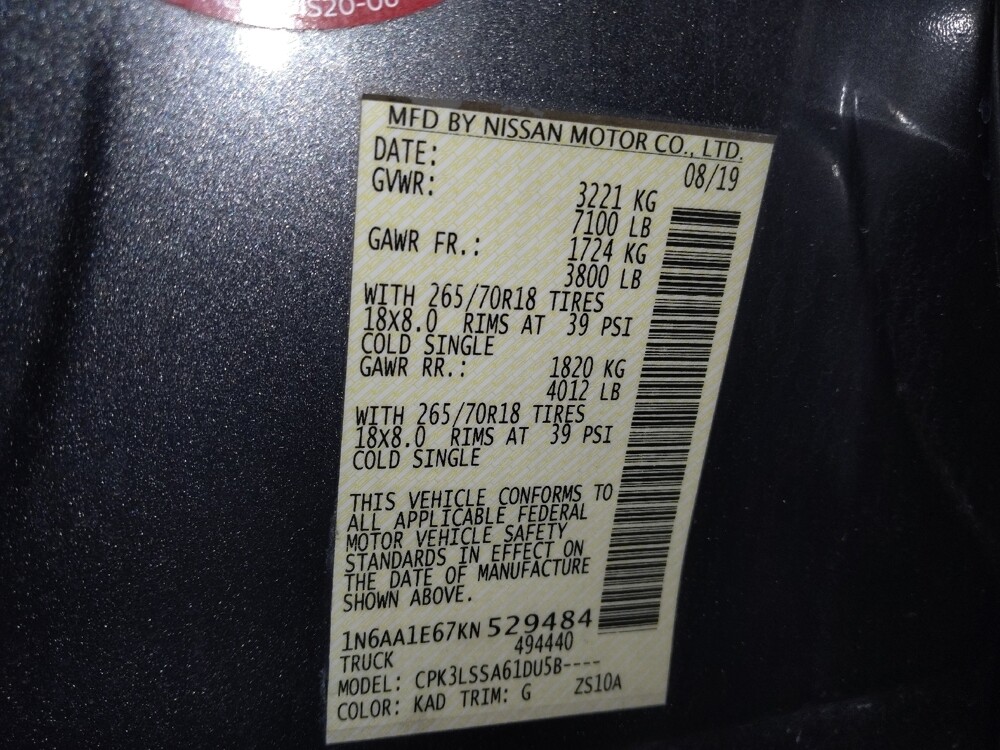 S20-00
MFD BY NISSAN MOTOR CO., LTD.
DATE: 08/19
GVWR: 3221 KG
7100 LB
GAWR FR.: 1724 KG
3800 LB
WITH 265/70R18 TIRES
18X8.0 RIMS AT 39 PSI
COLD SINGLE
GAWR RR.: 1820 KG
4012 LB
WITH 265/70R18 TIRES
18X8.0 RIMS AT 39 PSI
COLD SINGLE
THIS VEHICLE CONFORMS TO
ALL APPLICABLE FEDERAL
MOTOR VEHICLE SAFETY
STANDARDS IN EFFECT ON
THE DATE OF MANUFACTURE
SHOWN ABOVE.
1N6AA1E67KN529484
TRUCK 494440
MODEL: CPK3LSSA61DU5B----
COLOR: KAD TRIM: G ZS10A